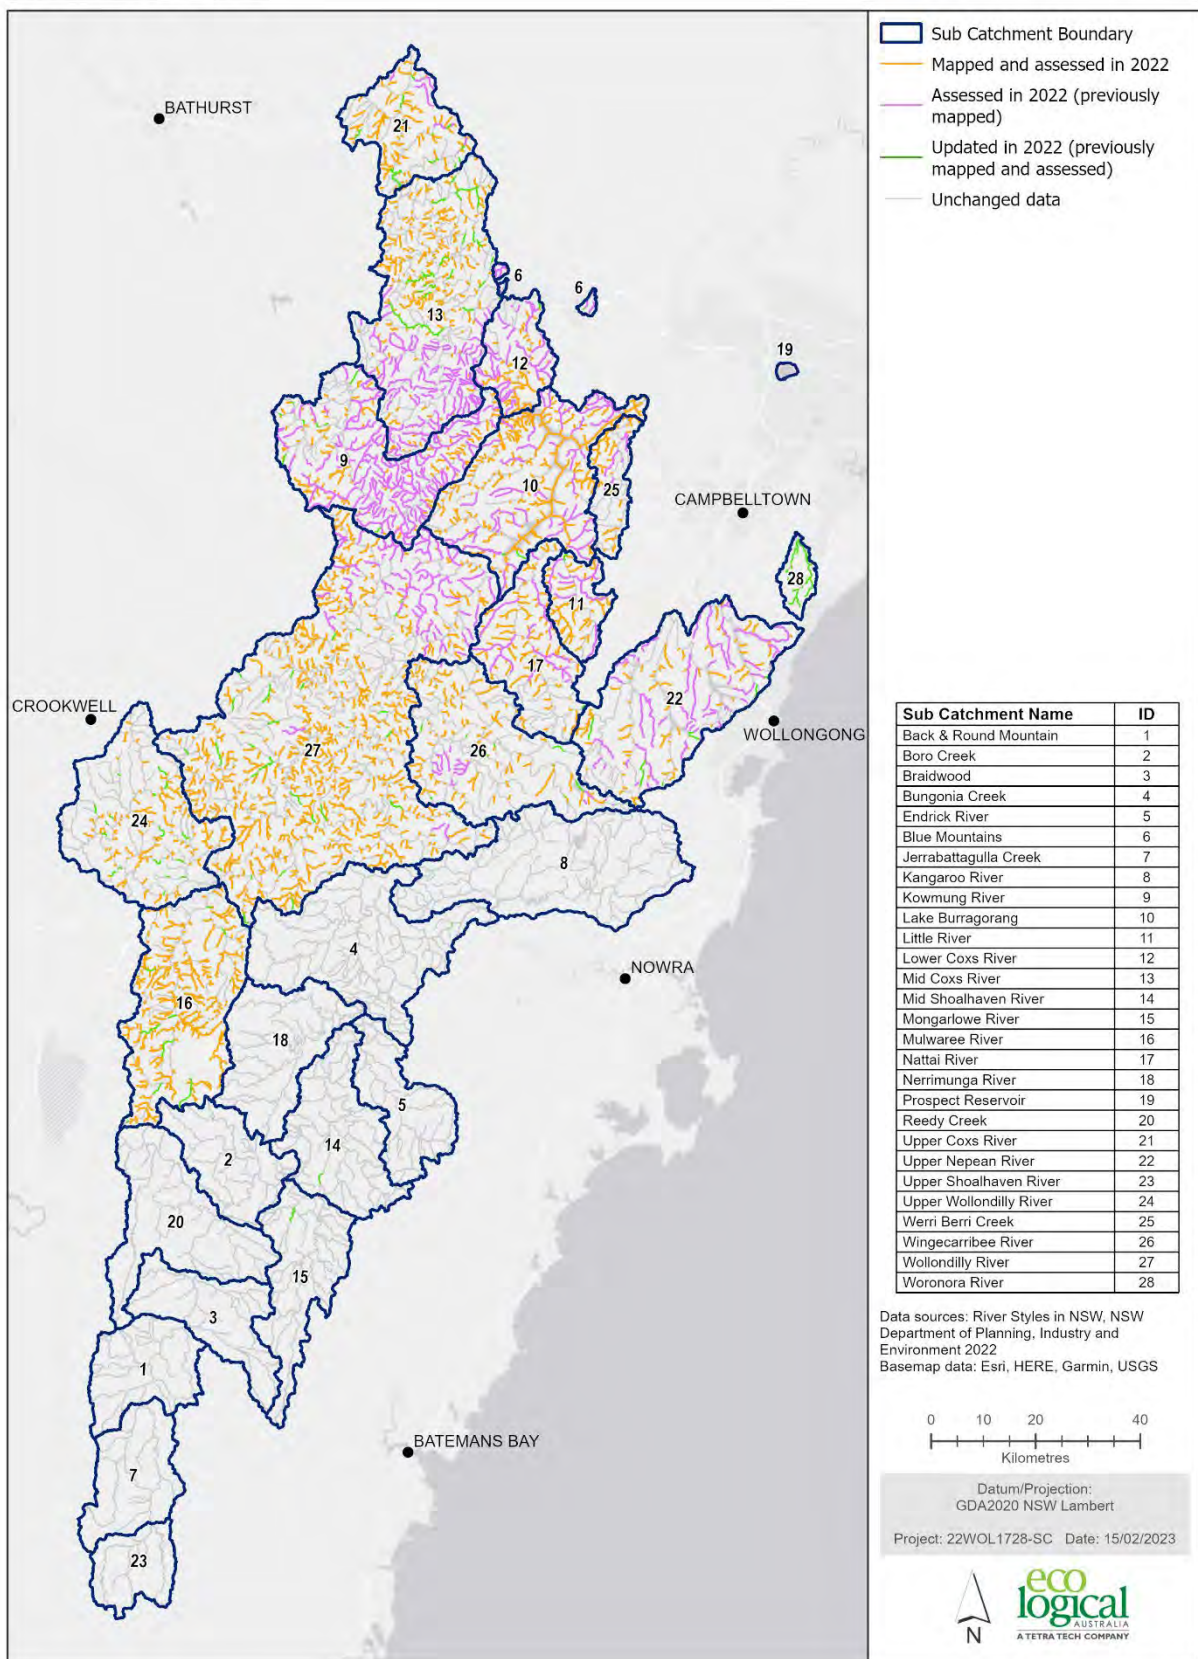 Sub Catchment Boundary
Mapped and assessed in 2022
Assessed in 2022 (previously
mapped)
Updated in 2022 (previously
mapped and assessed)
Unchanged data
BATHURST
21
6
6
13
19
12
9
10
25
CAMPBELLTOWN
28
11
17
22
CROOKWELL
WOLLONGONG
27
26
24
8
4
NOWRA
16
18
5
14
2
20
15
3
1
BATEMANS BAY
7
23
Sub Catchment Name ID
Back & Round Mountain 1
Boro Creek 2
Braidwood 3
Bungonia Creek 4
Endrick River 5
Blue Mountains 6
Jerrabattagulla Creek 7
Kangaroo River 8
Kowmung River 9
Lake Burragorang 10
Little River 11
Lower Coxs River 12
Mid Coxs River 13
Mid Shoalhaven River 14
Mongarlowe River 15
Mulwaree River 16
Nattai River 17
Nerrimunga River 18
Prospect Reservoir 19
Reedy Creek 20
Upper Coxs River 21
Upper Nepean River 22
Upper Shoalhaven River 23
Upper Wollondilly River 24
Werri Berri Creek 25
Wingecarribee River 26
Wollondilly River 27
Woronora River 28
Data sources: River Styles in NSW, NSW
Department of Planning, Industry and
Environment 2022
Basemap data: Esri, HERE, Garmin, USGS
0 10 20 40
Kilometres
Datum/Projection:
GDA2020 NSW Lambert
Project: 22WOL1728-SC Date: 15/02/2023
N
eco
logical
AUSTRALIA
A TETRA TECH COMPANY